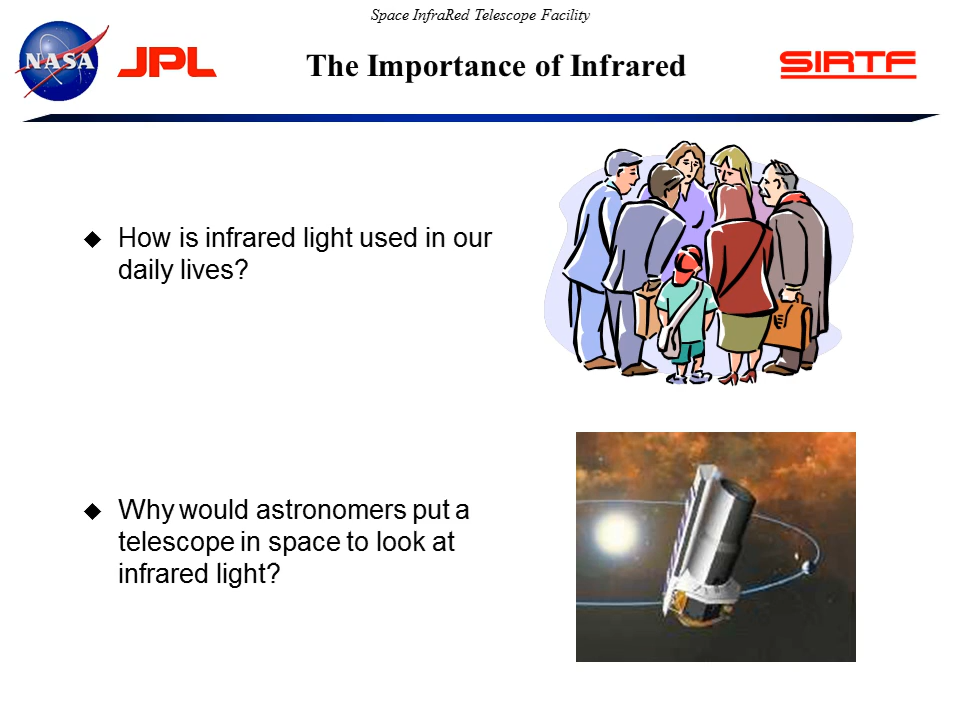 Space InfraRed Telescope Facility
NASA
JPL
The Importance of Infrared
SIRTF
How is infrared light used in our
daily lives?
Why would astronomers put a
telescope in space to look at
infrared light?